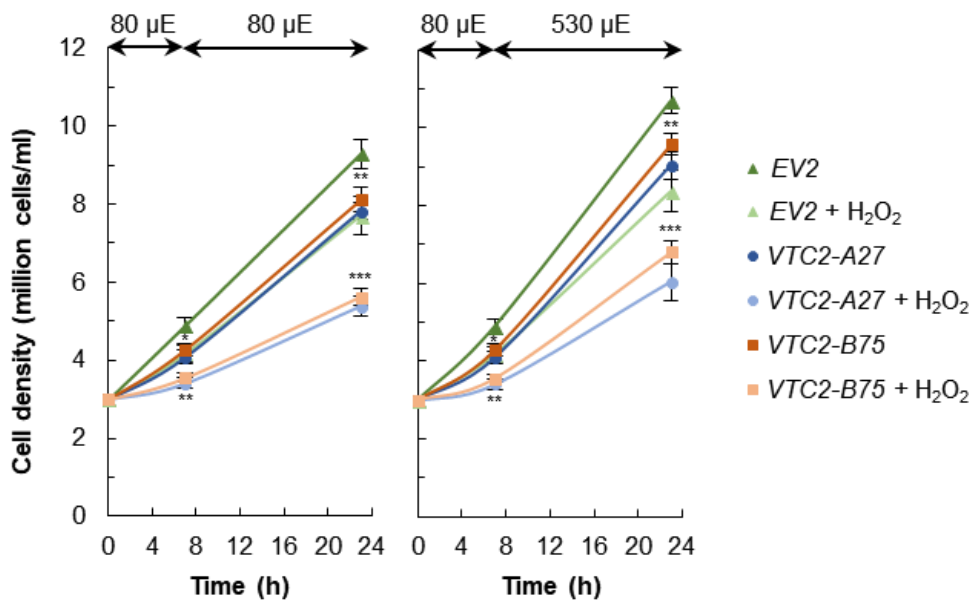 80 µE 80 µE 80 µE 530 µE
Cell density (million cells/ml)
12
10
8
6
4
2
0
**
***
*
**
**
***
*
**
0 4 8 12 16 20 24
0 4 8 12 16 20 24
Time (h) Time (h)
EV2
EV2 + H₂O₂
VTC2-A27
VTC2-A27 + H₂O₂
VTC2-B75
VTC2-B75 + H₂O₂